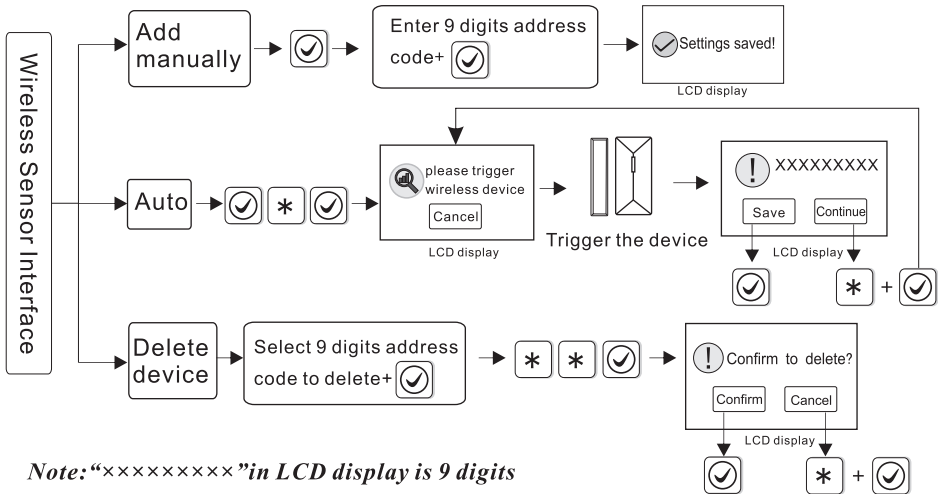 Wireless Sensor Interface
Add
manually
Enter 9 digits address
code+
Settings saved!
LCD display
Auto
*
please trigger
wireless device
Cancel
LCD display
Trigger the device
! XXXXXXXXX
Save Continue
LCD display
* +
Delete
device
Select 9 digits address
code to delete+
* *
! Confirm to delete?
Confirm Cancel
LCD display
* +
Note:“×××××××××”in LCD display is 9 digits